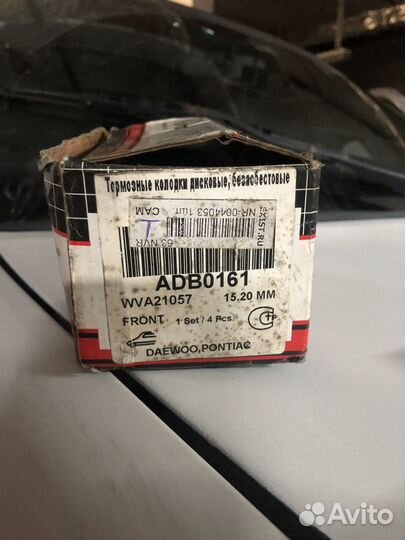 Тормозные колодки дисковые, безасбестовые
EXIST.RU
NR-0014053 1шт
CAM
63 NVR
ADB0161
WVA21057 15.20 MM
FRONT 1 Set / 4 Pcs.
DAEWOO,PONTIAC
Avito